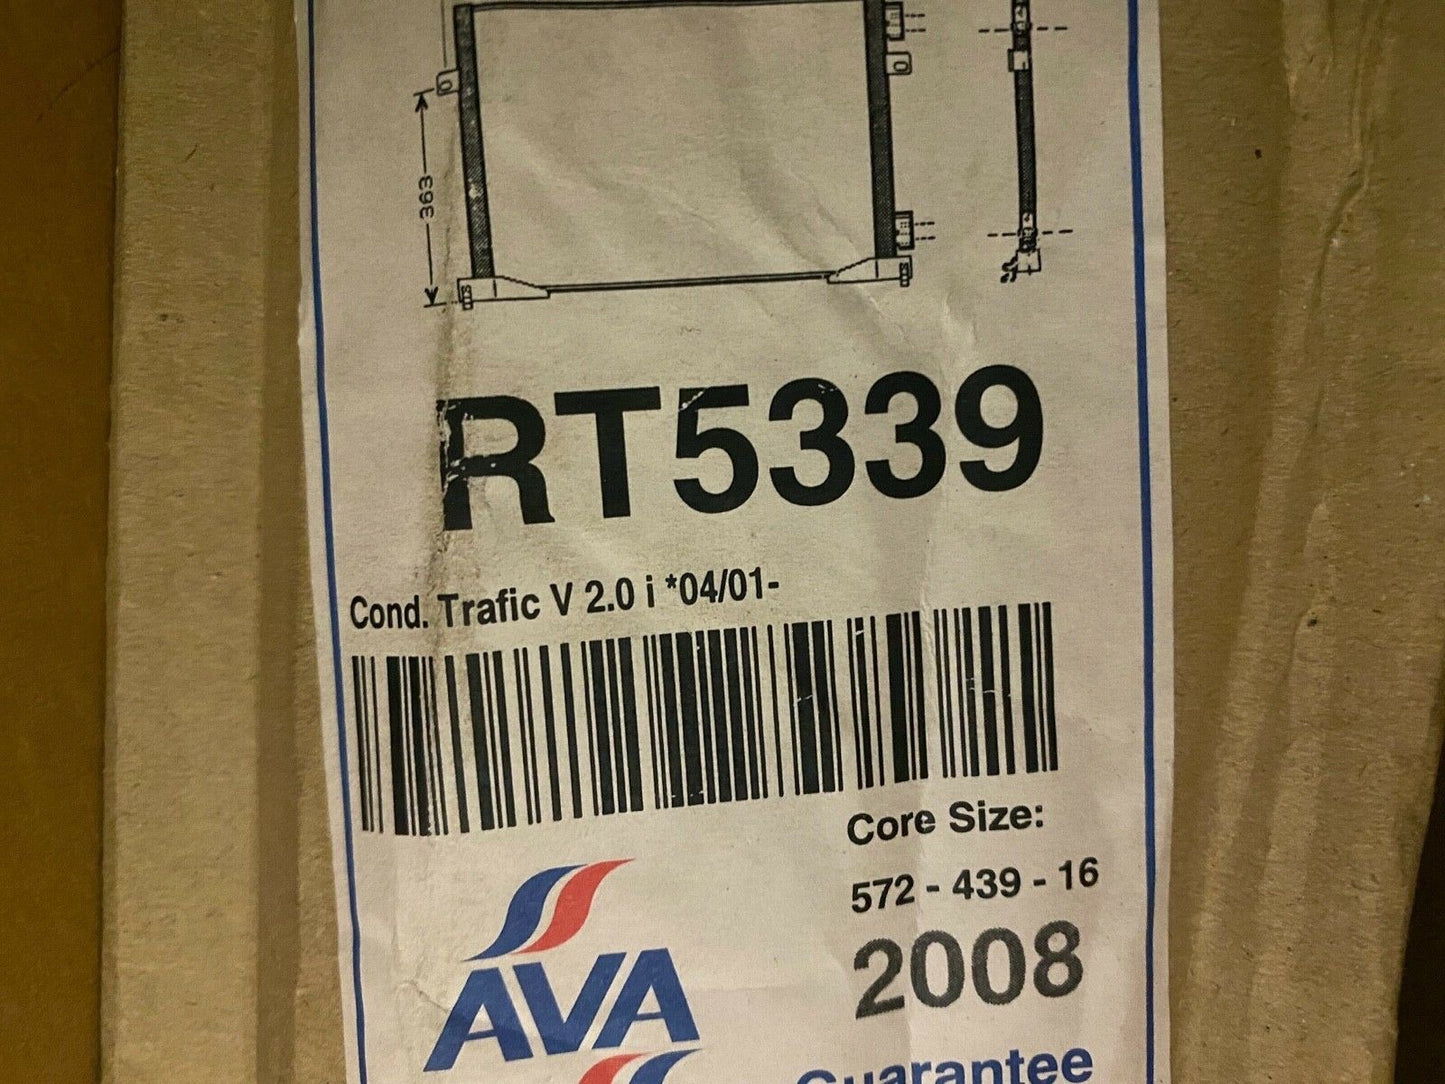 363
RT5339
Cond. Trafic V 2.0 i *04/01-
Core Size:
572 - 439 - 16
2008
AVA
Guarantee